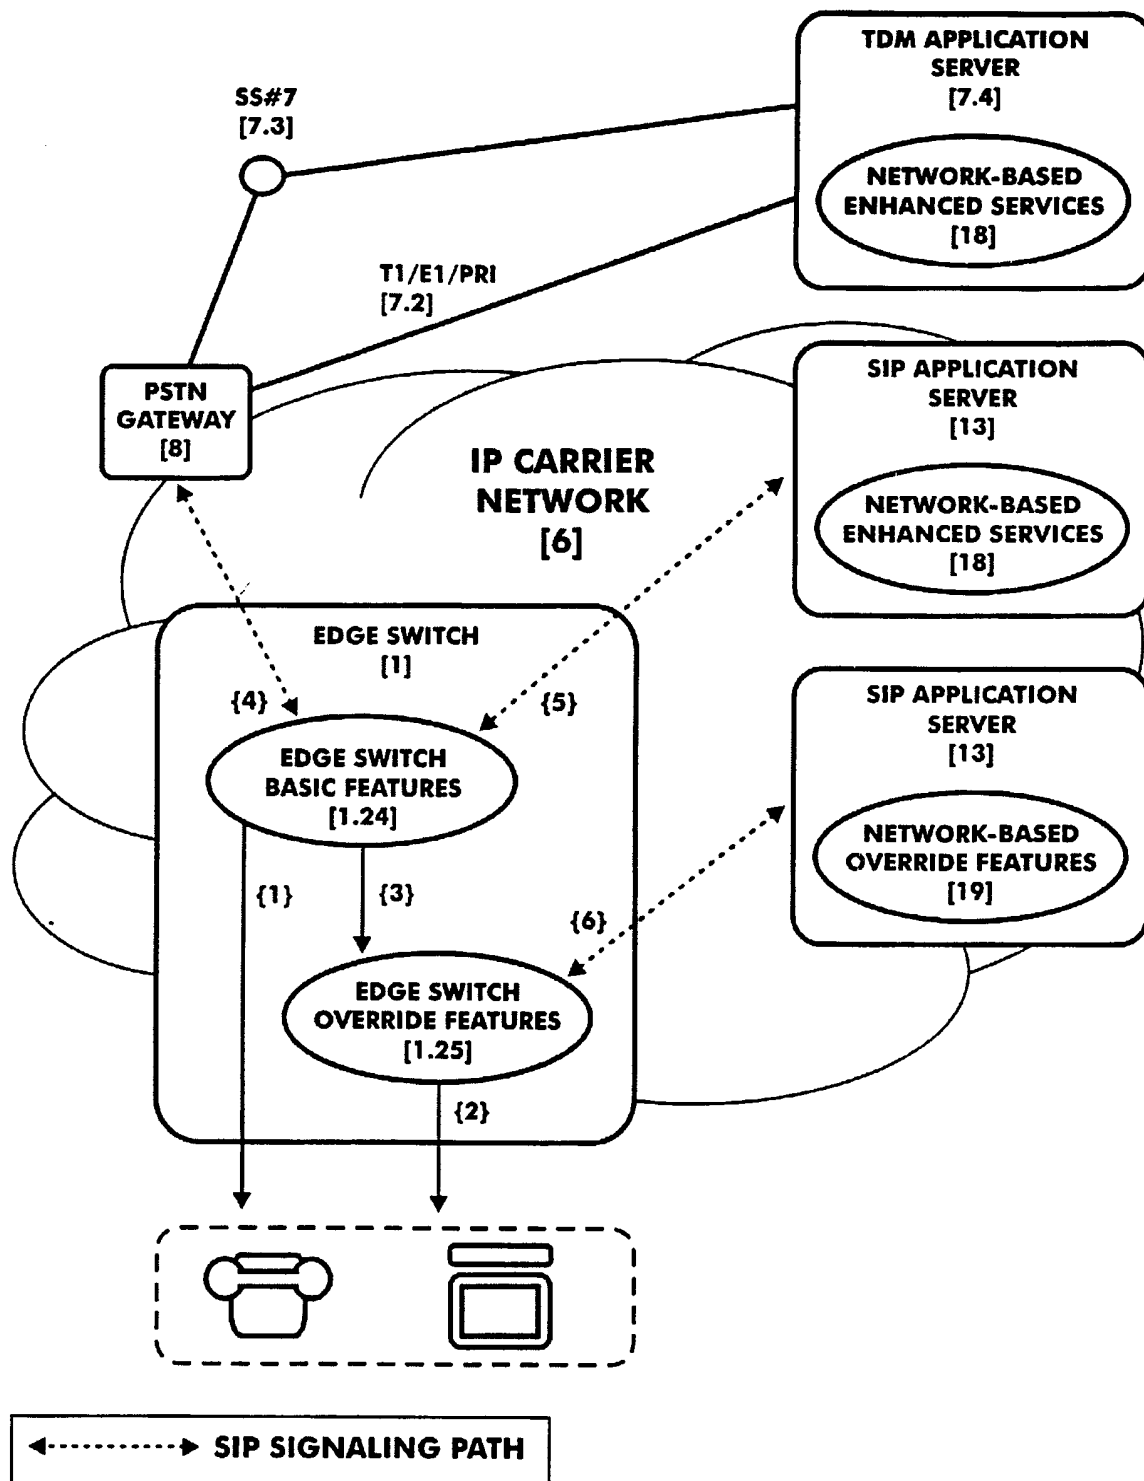 TDM APPLICATION
SERVER
[7.4]
NETWORK-BASED
ENHANCED SERVICES
[18]
SS#7
[7.3]
T1/E1/PRI
[7.2]
PSTN
GATEWAY
[8]
IP CARRIER
NETWORK
[6]
SIP APPLICATION
SERVER
[13]
NETWORK-BASED
ENHANCED SERVICES
[18]
EDGE SWITCH
[1]
{4}
{5}
EDGE SWITCH
BASIC FEATURES
[1.24]
SIP APPLICATION
SERVER
[13]
NETWORK-BASED
OVERRIDE FEATURES
[19]
{1}
{3}
{6}
EDGE SWITCH
OVERRIDE FEATURES
[1.25]
{2}
SIP SIGNALING PATH